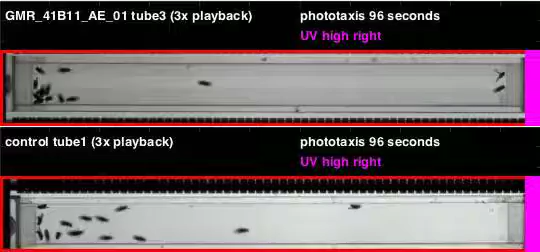 GMR_41B11_AE_01 tube3 (3x playback) phototaxis 96 seconds
UV high right
control tube1 (3x playback) phototaxis 96 seconds
UV high right